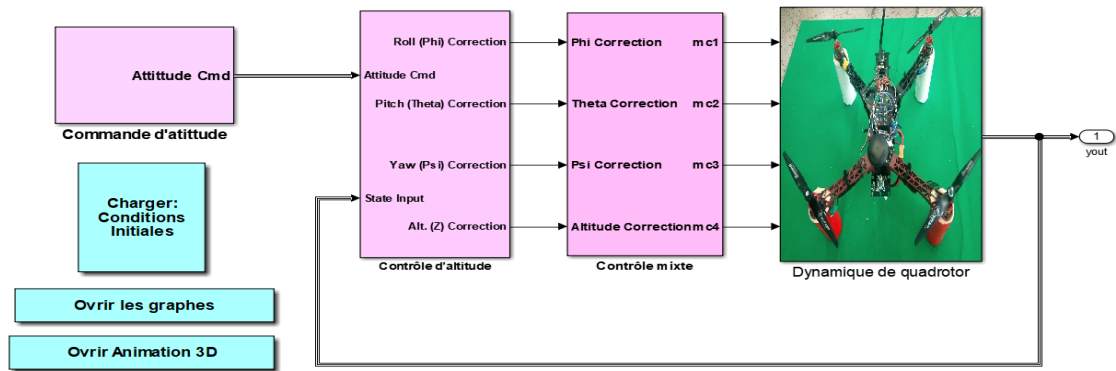 Attittude Cmd
Commande d'atittude
Charger:
Conditions
Initiales
Ovrir les graphes
Ovrir Animation 3D
Roll (Phi) Correction
Attitude Cmd
Pitch (Theta) Correction
Yaw (Psi) Correction
State Input
Alt. (Z) Correction
Contrôle d'altitude
Phi Correction mc1
Theta Correction mc2
Psi Correction mc3
Altitude Correction mc4
Contrôle mixte
Dynamique de quadrotor
1
yout